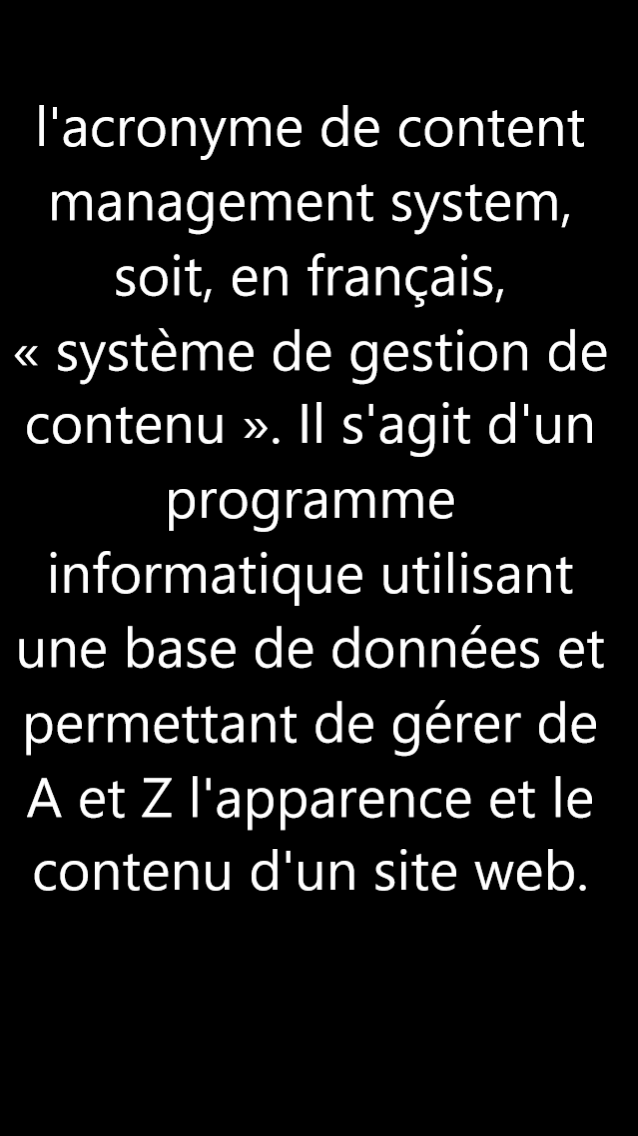 l'acronyme de content
management system,
soit, en français,
« système de gestion de
contenu ». Il s'agit d'un
programme
informatique utilisant
une base de données et
permettant de gérer de
A et Z l'apparence et le
contenu d'un site web.